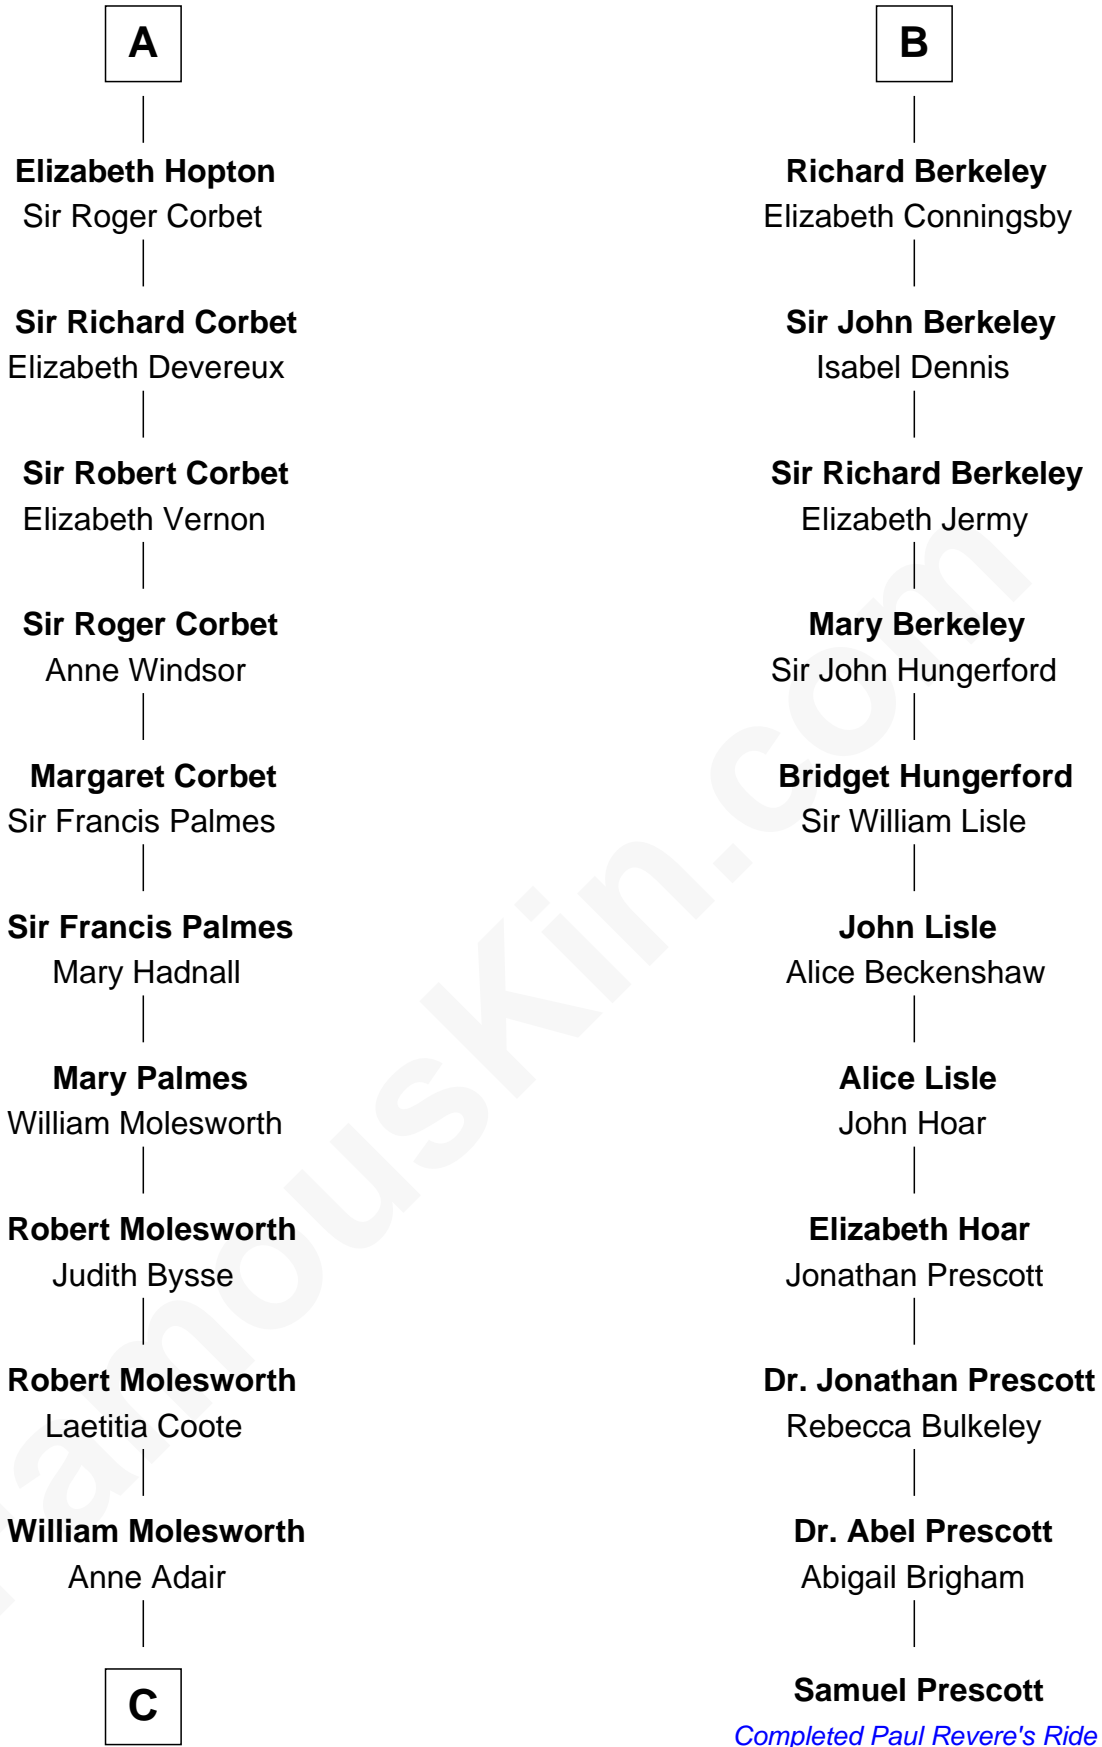 A
Elizabeth Hopton
Sir Roger Corbet
Sir Richard Corbet
Elizabeth Devereux
Sir Robert Corbet
Elizabeth Vernon
Sir Roger Corbet
Anne Windsor
Margaret Corbet
Sir Francis Palmes
Sir Francis Palmes
Mary Hadnall
Mary Palmes
William Molesworth
Robert Molesworth
Judith Bysse
Robert Molesworth
Laetitia Coote
William Molesworth
Anne Adair
C
B
Richard Berkeley
Elizabeth Conningsby
Sir John Berkeley
Isabel Dennis
Sir Richard Berkeley
Elizabeth Jermy
Mary Berkeley
Sir John Hungerford
Bridget Hungerford
Sir William Lisle
John Lisle
Alice Beckenshaw
Alice Lisle
John Hoar
Elizabeth Hoar
Jonathan Prescott
Dr. Jonathan Prescott
Rebecca Bulkeley
Dr. Abel Prescott
Abigail Brigham
Samuel Prescott
Completed Paul Revere's Ride
FamousKin.com